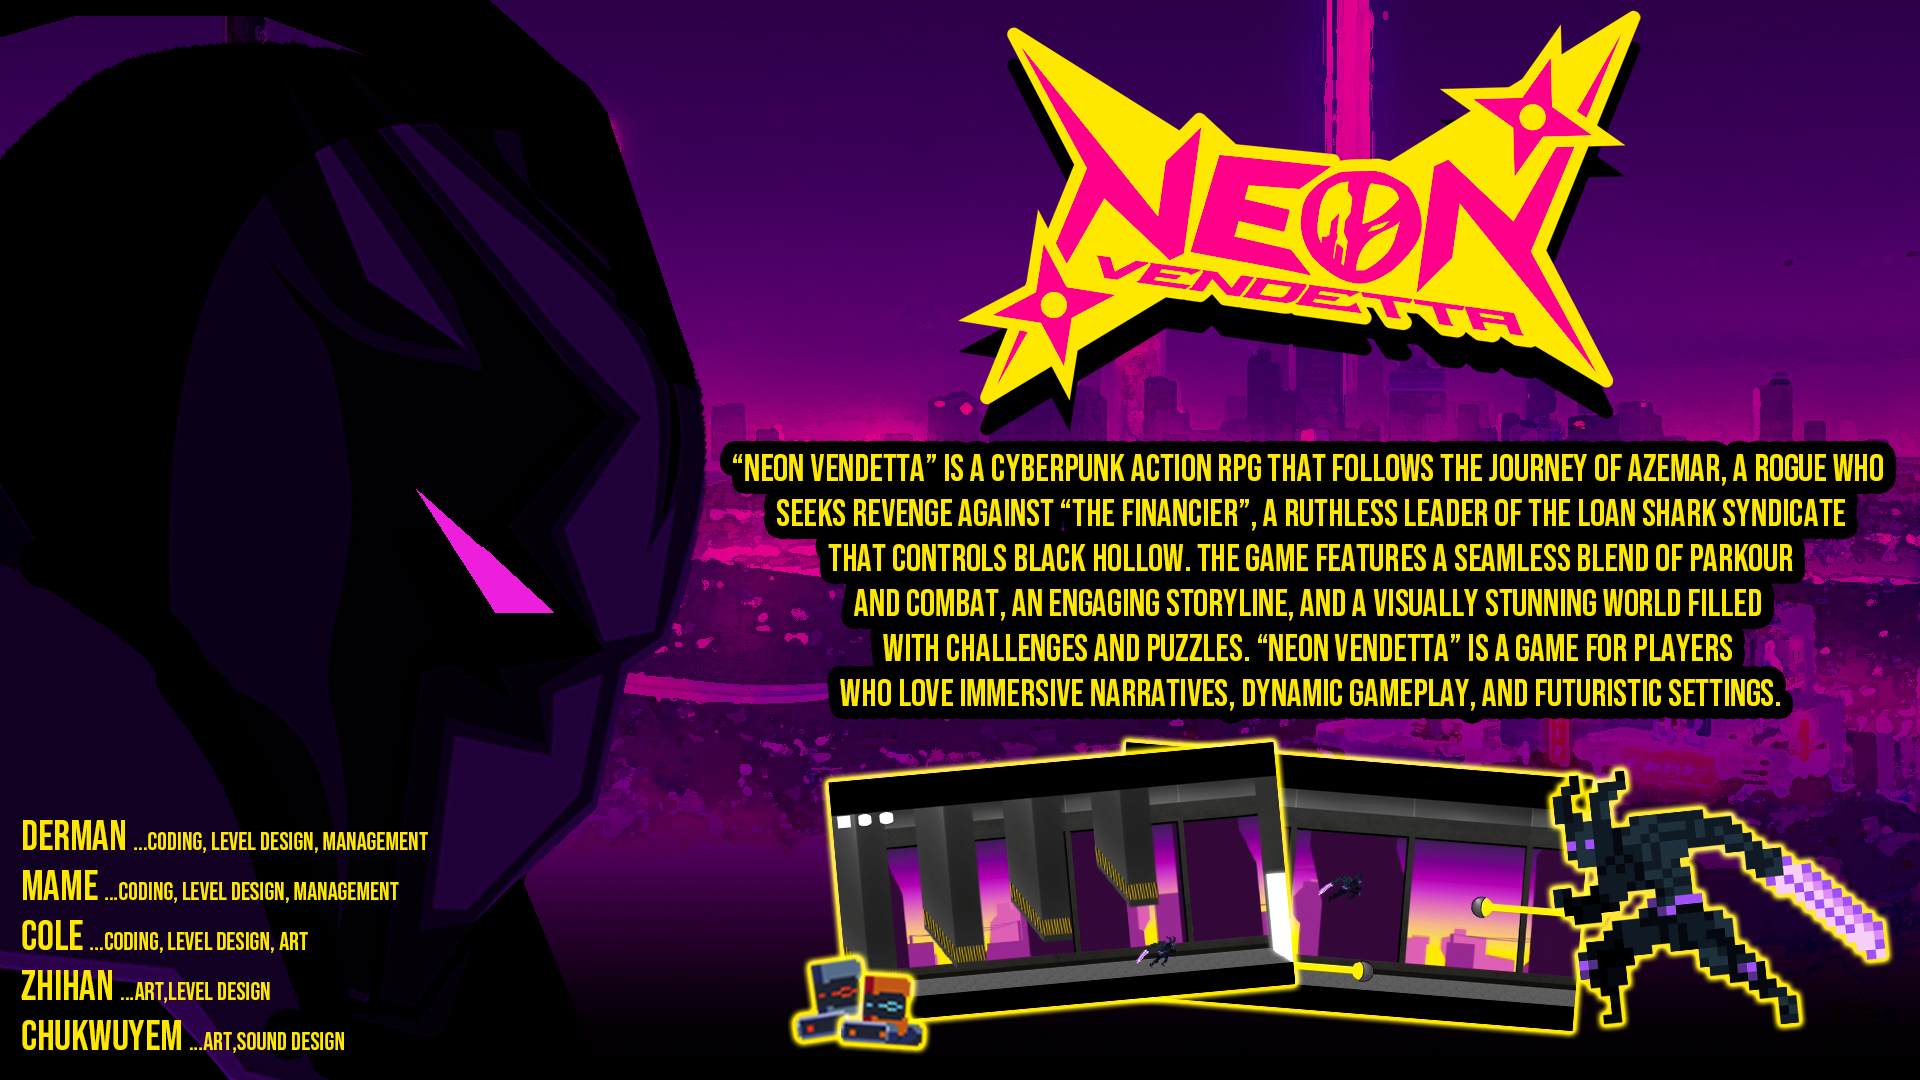 NEON
VENDETTA
“NEON VENDETTA” IS A CYBERPUNK ACTION RPG THAT FOLLOWS THE JOURNEY OF AZEMAR, A ROGUE WHO
SEEKS REVENGE AGAINST “THE FINANCIER”, A RUTHLESS LEADER OF THE LOAN SHARK SYNDICATE
THAT CONTROLS BLACK HOLLOW. THE GAME FEATURES A SEAMLESS BLEND OF PARKOUR
AND COMBAT, AN ENGAGING STORYLINE, AND A VISUALLY STUNNING WORLD FILLED
WITH CHALLENGES AND PUZZLES. “NEON VENDETTA” IS A GAME FOR PLAYERS
WHO LOVE IMMERSIVE NARRATIVES, DYNAMIC GAMEPLAY, AND FUTURISTIC SETTINGS.
DERMAN ...CODING, LEVEL DESIGN, MANAGEMENT
MAME ...CODING, LEVEL DESIGN, MANAGEMENT
COLE ...CODING, LEVEL DESIGN, ART
ZHIHAN ...ART,LEVEL DESIGN
CHUKWUYEM ...ART,SOUND DESIGN